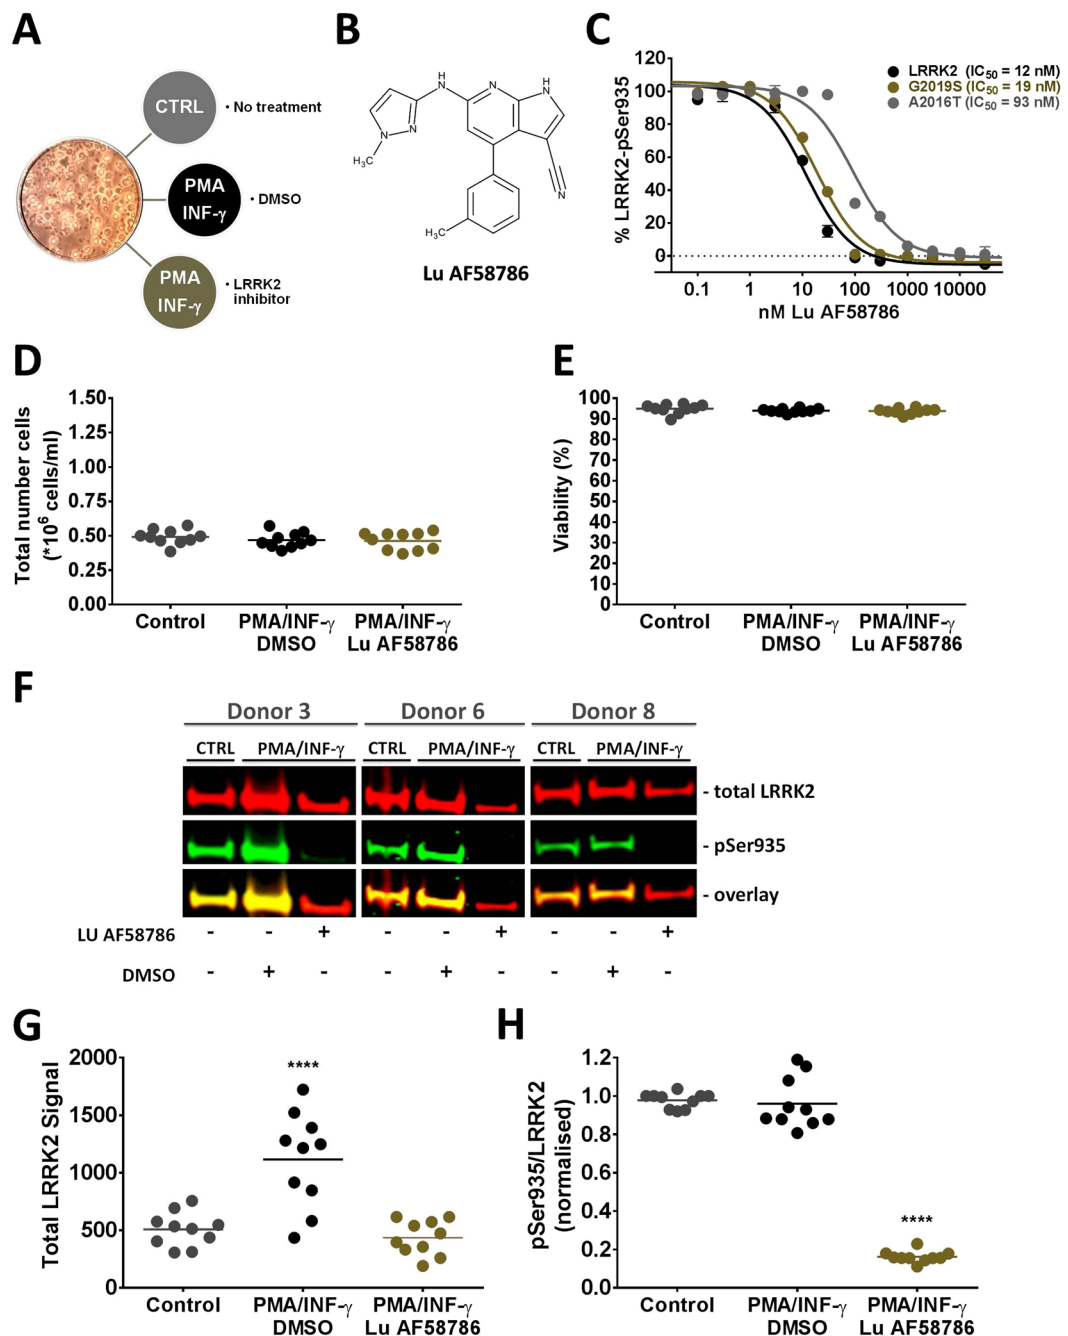 A
CTRL
• No treatment
PMA
INF-γ
• DMSO
PMA
INF-γ
• LRRK2
inhibitor
B
H
N
N
H
N
N
N
H₃C
N
H₃C
Lu AF58786
C
% LRRK2-pSer935
120
100
80
60
40
20
0
0.1 1 10 100 1000 10000
nM Lu AF58786
LRRK2 (IC₅₀ = 12 nM)
G2019S (IC₅₀ = 19 nM)
A2016T (IC₅₀ = 93 nM)
D
Total number cells
(*10⁶ cells/ml)
1.50
1.25
1.00
0.75
0.50
0.25
0.00
Control
PMA/INF-γ
DMSO
PMA/INF-γ
Lu AF58786
E
Viability (%)
100
90
80
70
60
50
40
30
20
10
0
Control
PMA/INF-γ
DMSO
PMA/INF-γ
Lu AF58786
F
Donor 3 Donor 6 Donor 8
CTRL PMA/INF-γ CTRL PMA/INF-γ CTRL PMA/INF-γ
- total LRRK2
- pSer935
- overlay
LU AF58786 - - + - - + - - +
DMSO - + - - + - - + -
G
Total LRRK2 Signal
2000
1500
1000
500
0
****
Control
PMA/INF-γ
DMSO
PMA/INF-γ
Lu AF58786
H
pSer935/LRRK2
(normalised)
1.2
1.0
0.8
0.6
0.4
0.2
0.0
****
Control
PMA/INF-γ
DMSO
PMA/INF-γ
Lu AF58786